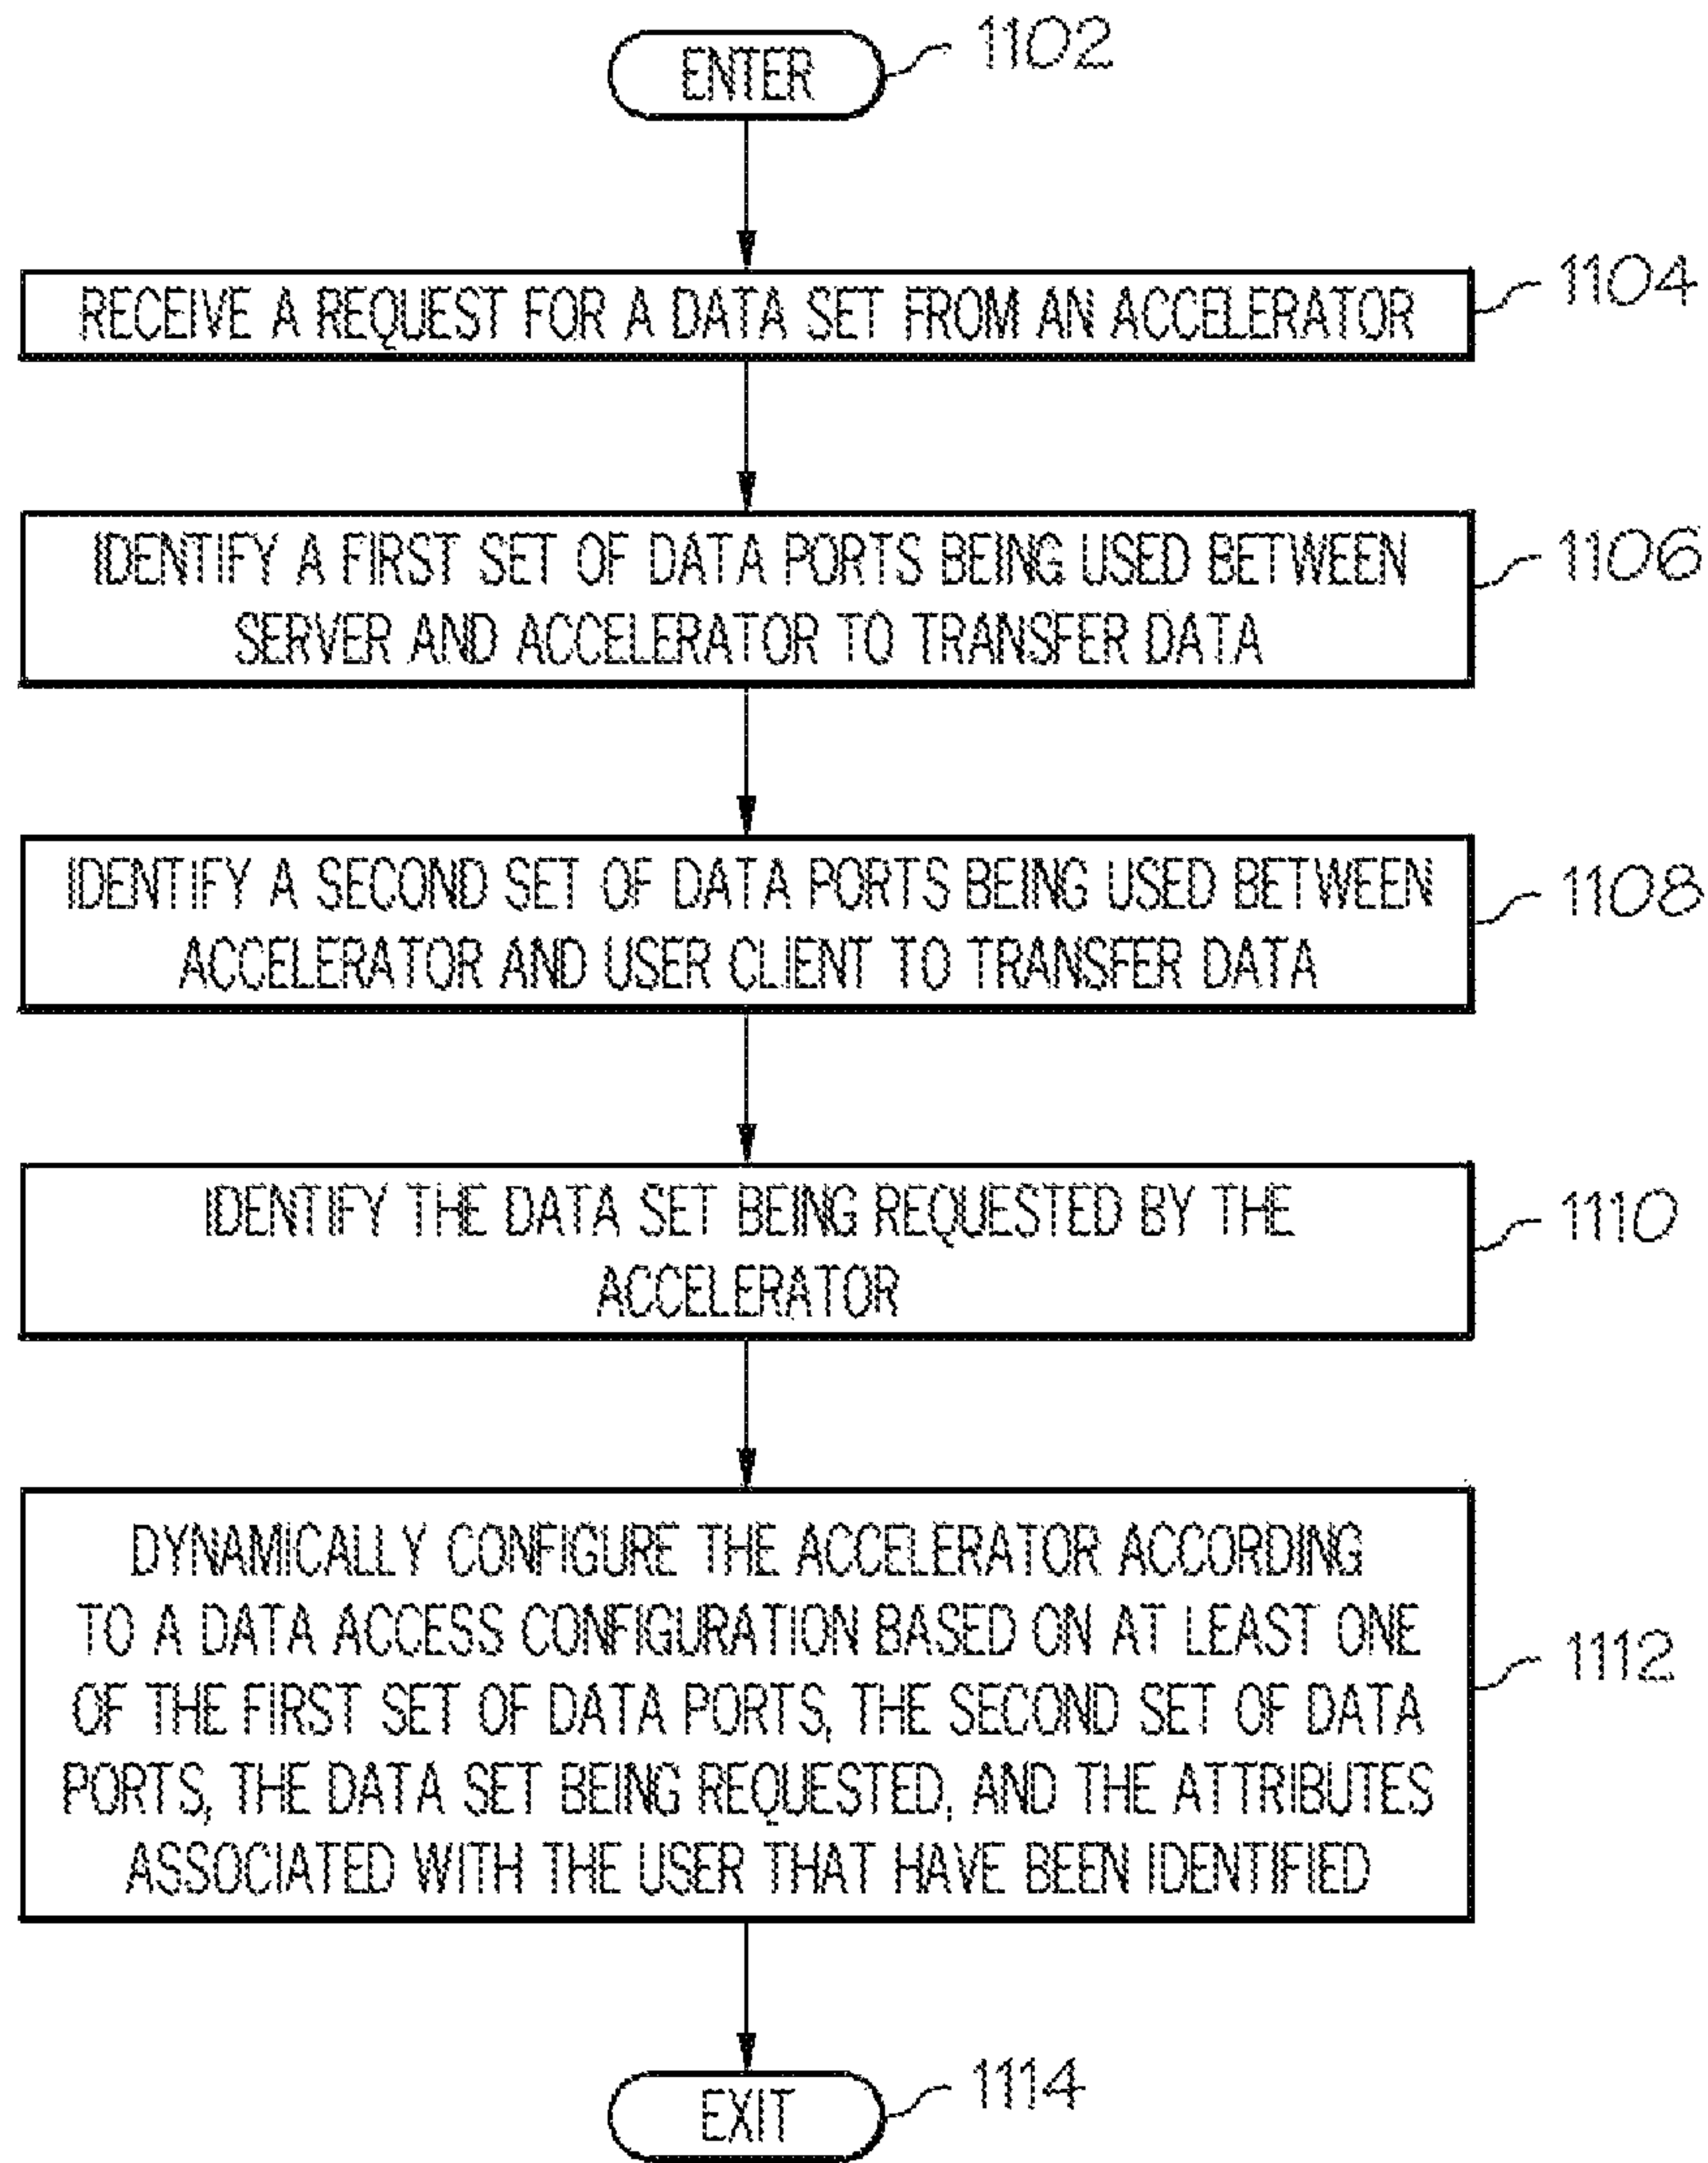 ENTER
1102
RECEIVE A REQUEST FOR A DATA SET FROM AN ACCELERATOR
1104
IDENTIFY A FIRST SET OF DATA PORTS BEING USED BETWEEN
SERVER AND ACCELERATOR TO TRANSFER DATA
1106
IDENTIFY A SECOND SET OF DATA PORTS BEING USED BETWEEN
ACCELERATOR AND USER CLIENT TO TRANSFER DATA
1108
IDENTIFY THE DATA SET BEING REQUESTED BY THE
ACCELERATOR
1110
DYNAMICALLY CONFIGURE THE ACCELERATOR ACCORDING
TO A DATA ACCESS CONFIGURATION BASED ON AT LEAST ONE
OF THE FIRST SET OF DATA PORTS, THE SECOND SET OF DATA
PORTS, THE DATA SET BEING REQUESTED, AND THE ATTRIBUTES
ASSOCIATED WITH THE USER THAT HAVE BEEN IDENTIFIED
1112
EXIT
1114